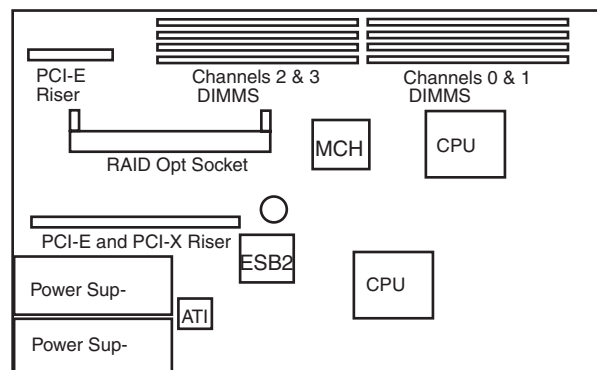 PCI-E
Riser
Channels 2 & 3
DIMMS
Channels 0 & 1
DIMMS
MCH
CPU
RAID Opt Socket
PCI-E and PCI-X Riser
ESB2
CPU
Power Sup-
ATI
Power Sup-